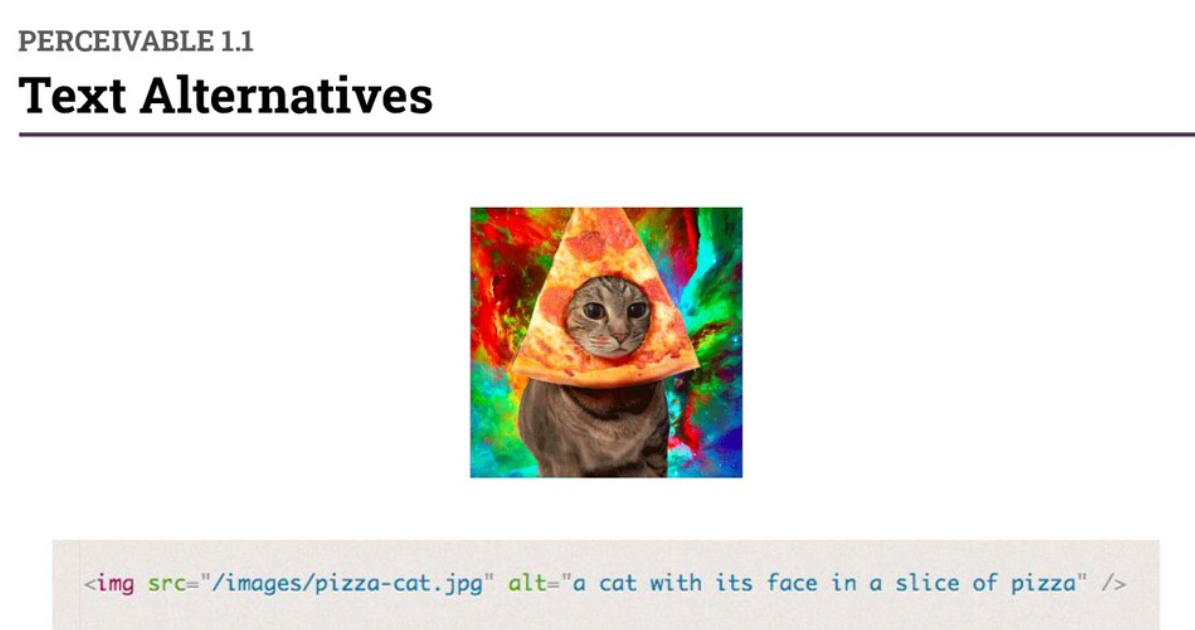 PERCEIVABLE 1.1
Text Alternatives
<img src="/images/pizza-cat.jpg" alt="a cat with its face in a slice of pizza" />